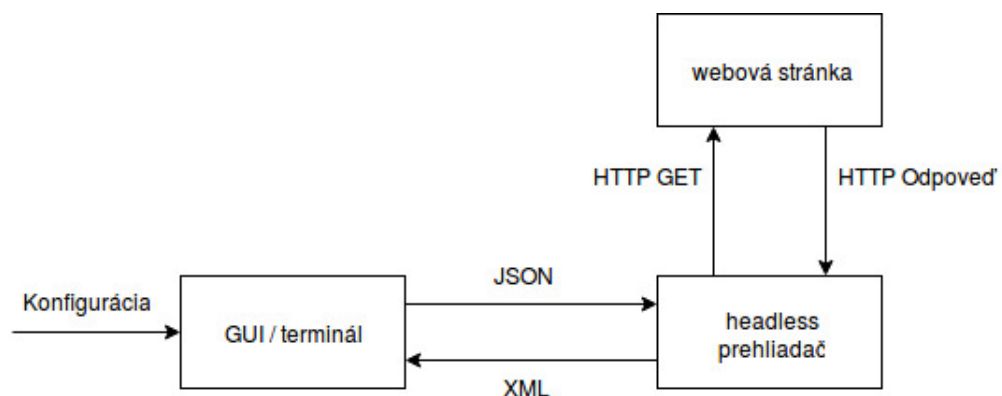 webová stránka
HTTP GET
HTTP Odpoveď
Konfigurácia
GUI / terminál
JSON
XML
headless
prehliadač